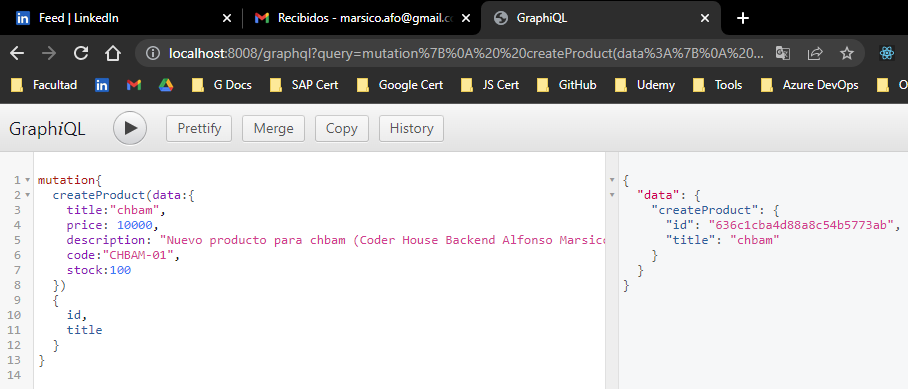 Feed | LinkedIn
Recibidos - marsico.afo@gmail.c
GraphiQL
localhost:8008/graphql?query=mutation%7B%0A%20%20createProduct(data%3A%7B%0A%20...
Facultad
G Docs
SAP Cert
Google Cert
JS Cert
GitHub
Udemy
Tools
Azure DevOps
O
GraphiQL
Prettify
Merge
Copy
History
1 mutation{
2 createProduct(data:{
3 title:"chbam",
4 price: 10000,
5 description: "Nuevo producto para chbam (Coder House Backend Alfonso Marsico
6 code:"CHBAM-01",
7 stock:100
8 })
9 {
10 id,
11 title
12 }
13 }
14
{
"data": {
"createProduct": {
"id": "636c1cba4d88a8c54b5773ab",
"title": "chbam"
}
}
}